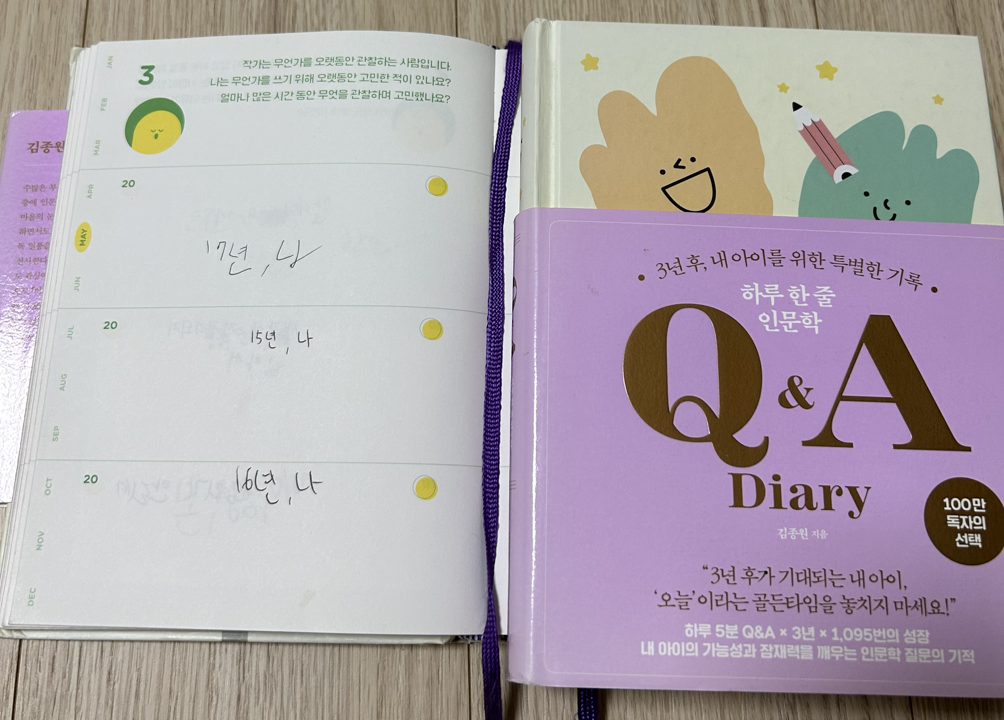 JAN
FEB
MAR
APR
MAY
JUN
JUL
AUG
SEP
OCT
NOV
DEC
3
작가는 무언가를 오랫동안 관찰하는 사람입니다.
나는 무언가를 쓰기 위해 오랫동안 고민한 적이 있나요?
얼마나 많은 시간 동안 무엇을 관찰하며 고민했나요?
20
17년, 나
20
15년, 나
20
16년, 나
김종원
3년 후, 내 아이를 위한 특별한 기록
하루 한 줄
인문학
Q & A
Diary
김종원 지음
100만
독자의
선택
“3년 후가 기대되는 내 아이,
‘오늘’이라는 골든타임을 놓치지 마세요!”
하루 5분 Q&A × 3년 × 1,095번의 성장
내 아이의 가능성과 잠재력을 깨우는 인문학 질문의 기적